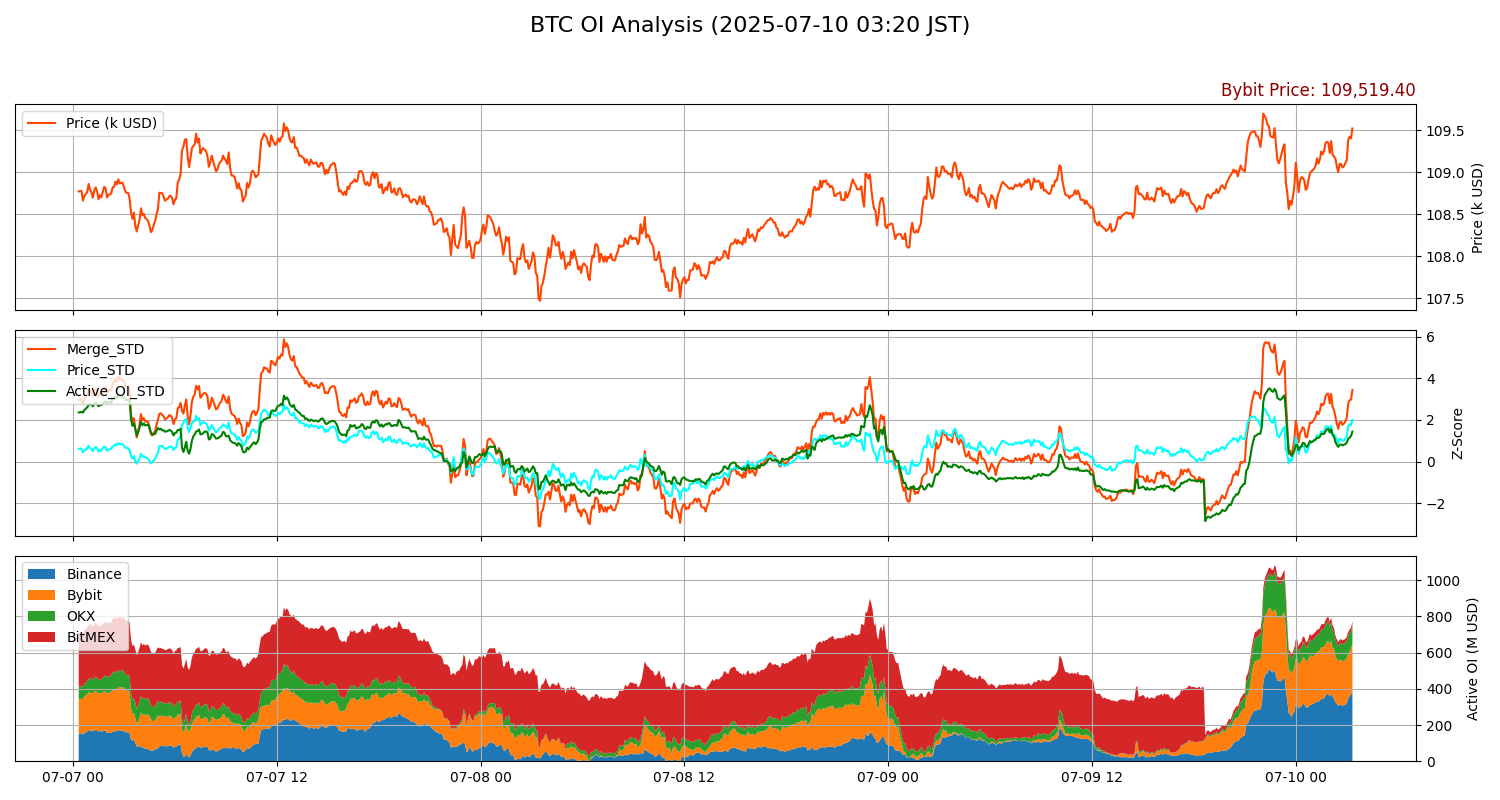 BTC OI Analysis (2025-07-10 03:20 JST)
Bybit Price: 109,519.40
Price (k USD)
109.5
109.0
108.5
108.0
107.5
Price (k USD)
Merge_STD
Price_STD
Active_OI_STD
6
4
2
0
−2
Z-Score
Binance
Bybit
OKX
BitMEX
1000
800
600
400
200
0
Active OI (M USD)
07-07 00
07-07 12
07-08 00
07-08 12
07-09 00
07-09 12
07-10 00